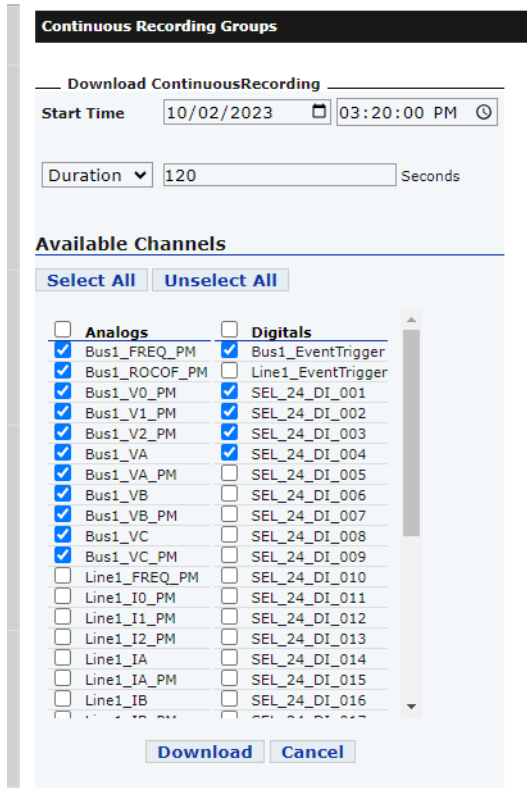 Continuous Recording Groups
Download ContinuousRecording
Start Time 10/02/2023 03:20:00 PM
Duration 120 Seconds
Available Channels
Select All Unselect All
Analogs Digitals
Bus1_FREQ_PM Bus1_EventTrigger
Bus1_ROCOF_PM Line1_EventTrigger
Bus1_V0_PM SEL_24_DI_001
Bus1_V1_PM SEL_24_DI_002
Bus1_V2_PM SEL_24_DI_003
Bus1_VA SEL_24_DI_004
Bus1_VA_PM SEL_24_DI_005
Bus1_VB SEL_24_DI_006
Bus1_VB_PM SEL_24_DI_007
Bus1_VC SEL_24_DI_008
Bus1_VC_PM SEL_24_DI_009
Line1_FREQ_PM SEL_24_DI_010
Line1_I0_PM SEL_24_DI_011
Line1_I1_PM SEL_24_DI_012
Line1_I2_PM SEL_24_DI_013
Line1_IA SEL_24_DI_014
Line1_IA_PM SEL_24_DI_015
Line1_IB SEL_24_DI_016
Download Cancel